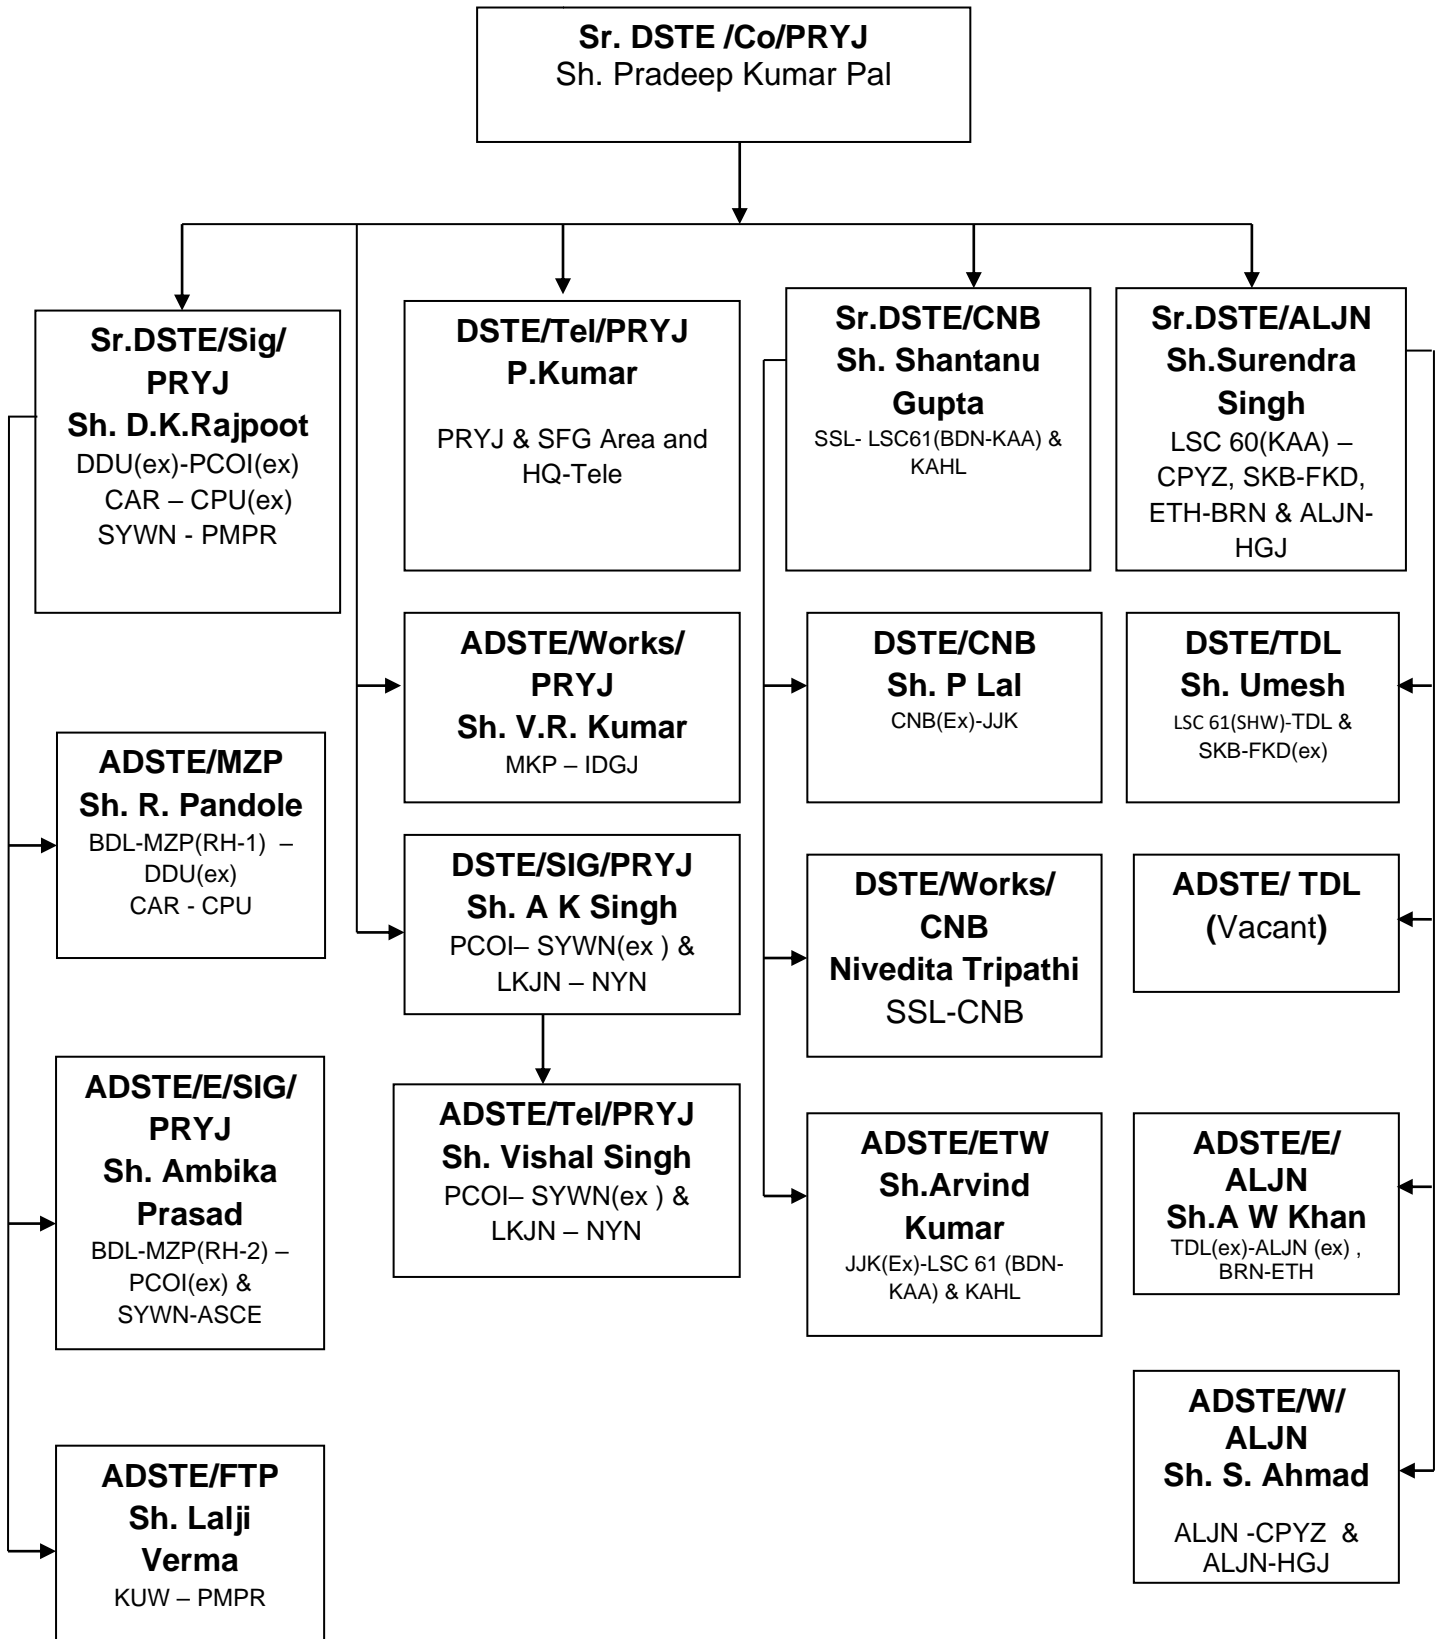 Sr. DSTE /Co/PRYJ
Sh. Pradeep Kumar Pal
Sr.DSTE/Sig/
PRYJ
Sh. D.K.Rajpoot
DDU(ex)-PCOI(ex)
CAR – CPU(ex)
SYWN - PMPR
DSTE/Tel/PRYJ
P.Kumar
PRYJ & SFG Area and
HQ-Tele
Sr.DSTE/CNB
Sh. Shantanu
Gupta
SSL- LSC61(BDN-KAA) &
KAHL
Sr.DSTE/ALJN
Sh.Surendra
Singh
LSC 60(KAA) –
CPYZ, SKB-FKD,
ETH-BRN & ALJN-
HGJ
ADSTE/MZP
Sh. R. Pandole
BDL-MZP(RH-1) –
DDU(ex)
CAR - CPU
ADSTE/E/SIG/
PRYJ
Sh. Ambika
Prasad
BDL-MZP(RH-2) –
PCOI(ex) &
SYWN-ASCE
ADSTE/FTP
Sh. Lalji
Verma
KUW – PMPR
ADSTE/Works/
PRYJ
Sh. V.R. Kumar
MKP – IDGJ
DSTE/SIG/PRYJ
Sh. A K Singh
PCOI– SYWN(ex ) &
LKJN – NYN
ADSTE/Tel/PRYJ
Sh. Vishal Singh
PCOI– SYWN(ex ) &
LKJN – NYN
DSTE/CNB
Sh. P Lal
CNB(Ex)-JJK
DSTE/Works/
CNB
Nivedita Tripathi
SSL-CNB
ADSTE/ETW
Sh.Arvind
Kumar
JJK(Ex)-LSC 61 (BDN-
KAA) & KAHL
DSTE/TDL
Sh. Umesh
LSC 61(SHW)-TDL &
SKB-FKD(ex)
ADSTE/ TDL
(Vacant)
ADSTE/E/
ALJN
Sh.A W Khan
TDL(ex)-ALJN (ex) ,
BRN-ETH
ADSTE/W/
ALJN
Sh. S. Ahmad
ALJN -CPYZ &
ALJN-HGJ